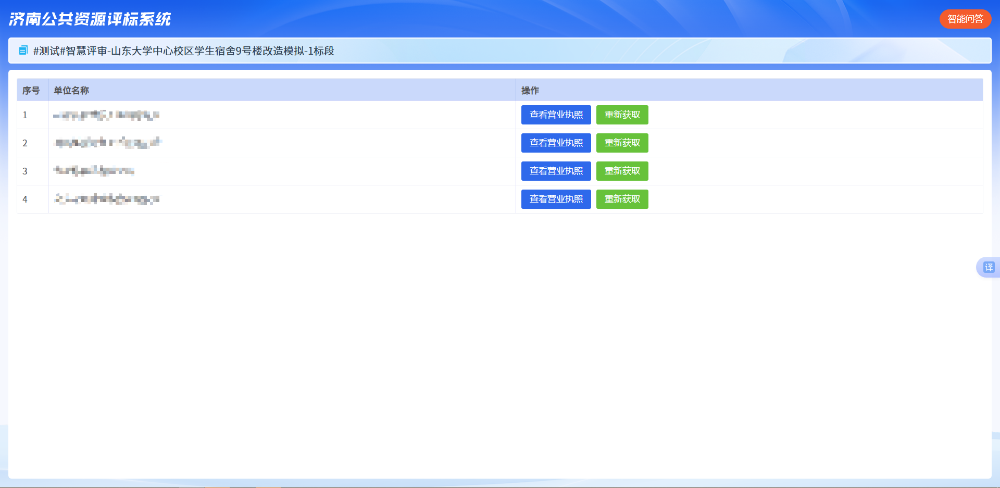 济南公共资源评标系统
智能问答
#测试#智慧评审-山东大学中心校区学生宿舍9号楼改造模拟-1标段
序号 单位名称 操作
1 查看营业执照 重新获取
2 查看营业执照 重新获取
3 查看营业执照 重新获取
4 查看营业执照 重新获取
译